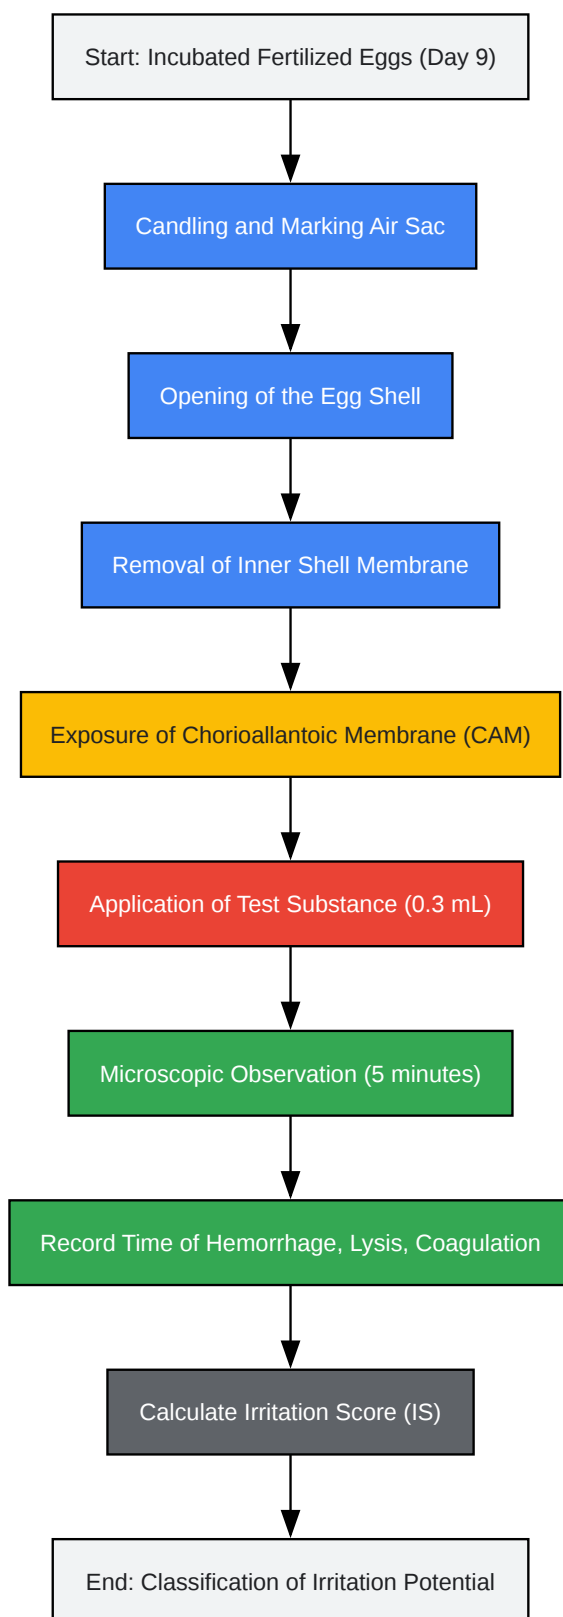 Start: Incubated Fertilized Eggs (Day 9)
Candling and Marking Air Sac
Opening of the Egg Shell
Removal of Inner Shell Membrane
Exposure of Chorioallantoic Membrane (CAM)
Application of Test Substance (0.3 mL)
Microscopic Observation (5 minutes)
Record Time of Hemorrhage, Lysis, Coagulation
Calculate Irritation Score (IS)
End: Classification of Irritation Potential